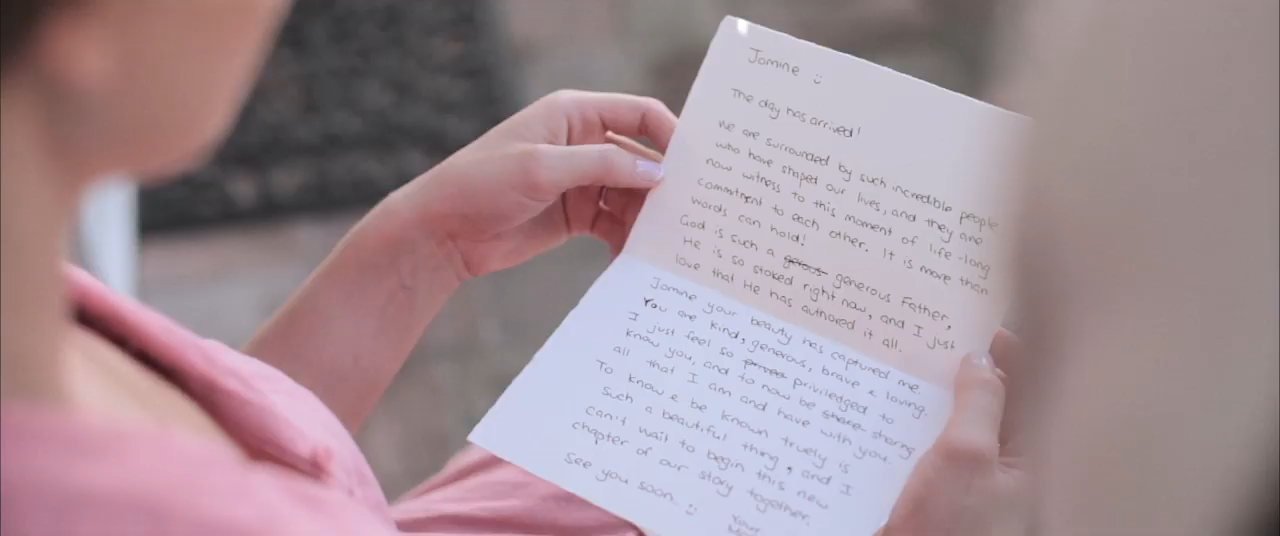 Jomine :)
The day has arrived!
We are surrounded by such incredible people
who have shaped our lives, and they are
now witness to this moment of life-long
commitment to each other. It is more than
words can hold!
God is such a generous Father,
He is so stoked right now, and I just
love that He has authored it all.
Jomine your beauty has captured me.
You are kind, generous, brave & loving.
I just feel so priviledged to
know you, and to now be share sharing
all that I am and have with you.
To know & be known truely is
such a beautiful thing, and I
can't wait to begin this new
chapter of our story together.
See you soon. :)
Your